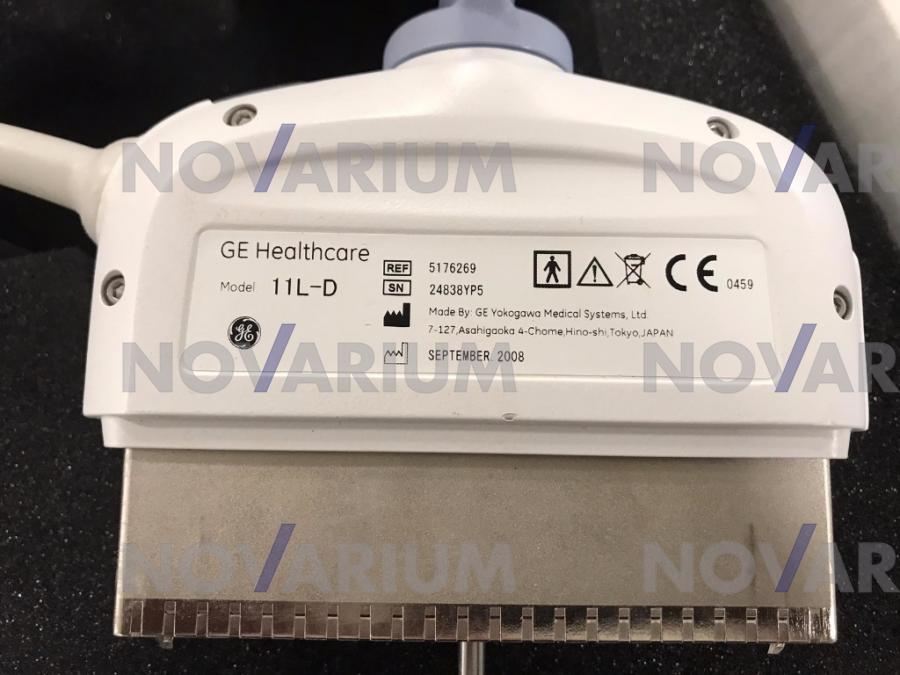 NOVARIUM NOVAR
GE Healthcare
Model 11L-D
REF 5176269
SN 24838YP5
Made By: GE Yokogawa Medical Systems, Ltd.
7-127,Asahigaoka 4-Chome,Hino-shi,Tokyo,JAPAN
SEPTEMBER 2008
CE 0459
GE
NOVARIUM NOVAR
NOVARIUM NOVAR